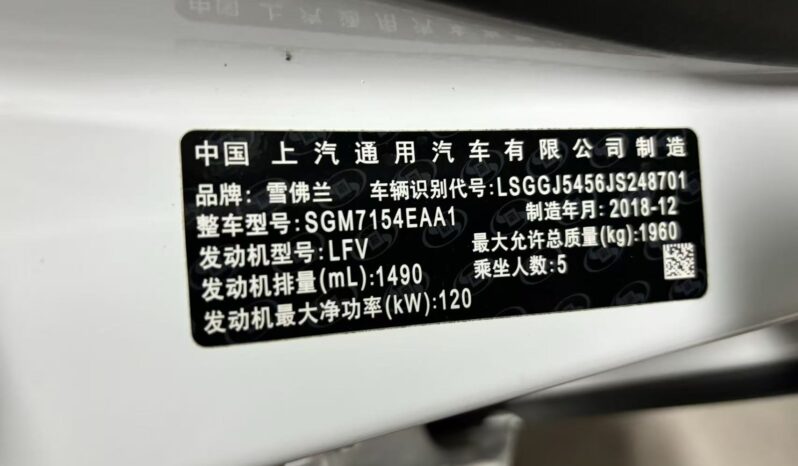 中国 上汽通用汽车有限公司制造
品牌: 雪佛兰 车辆识别代号:LSGGJ5456JS248701
整车型号:SGM7154EAA1 制造年月: 2018-12
发动机型号:LFV 最大允许总质量(kg):1960
发动机排量(mL):1490 乘坐人数:5
发动机最大净功率(kW):120